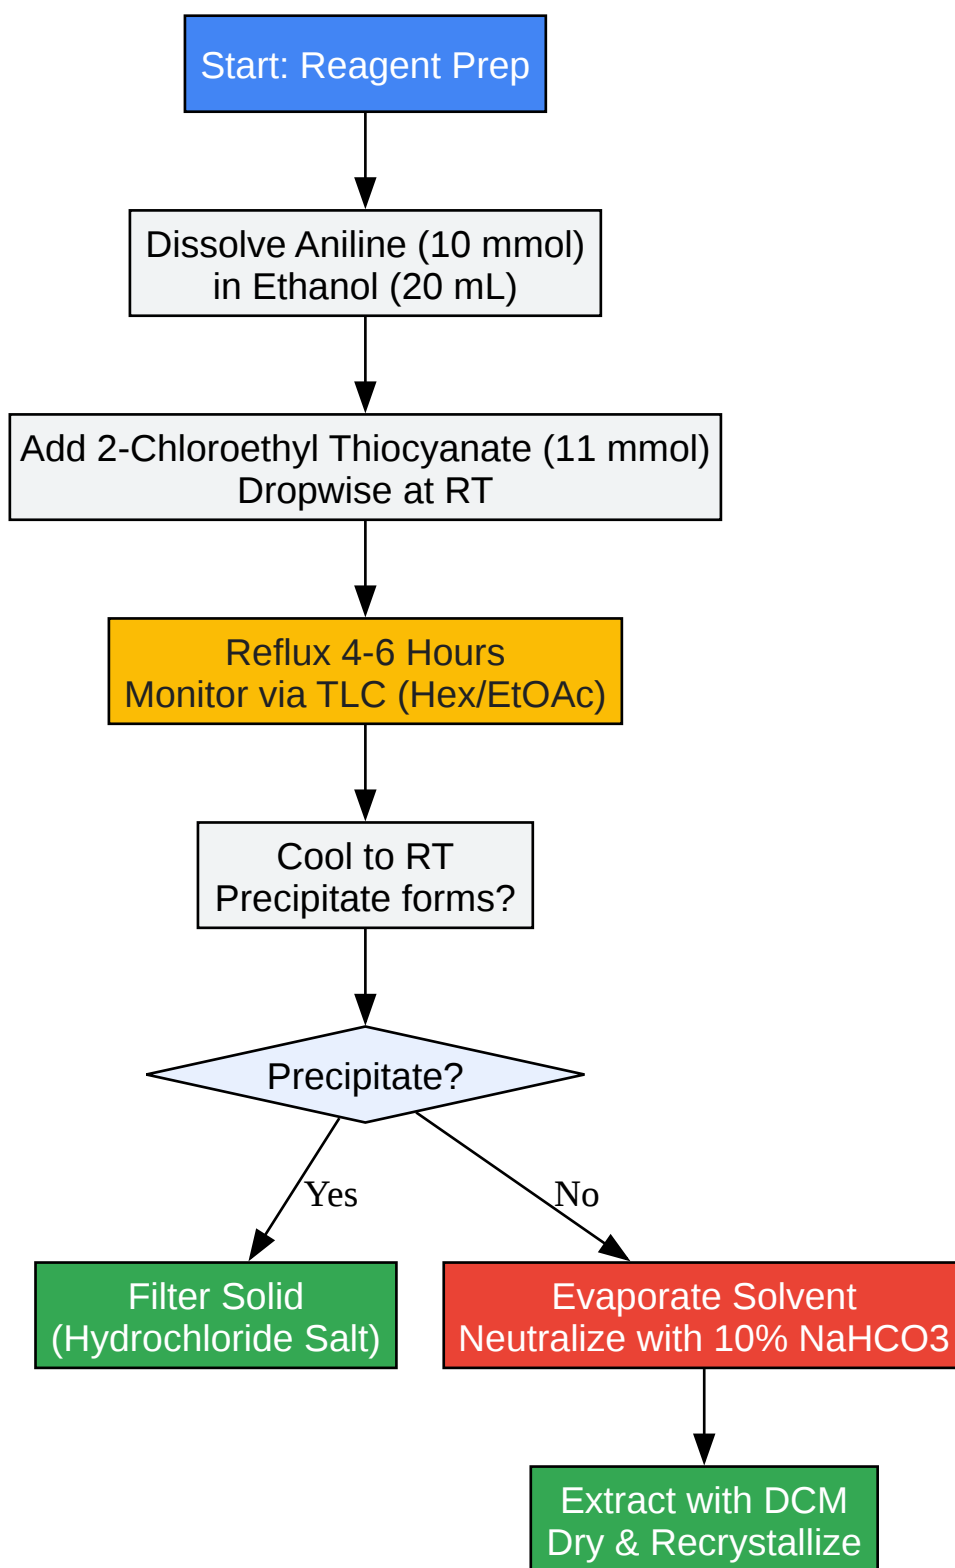 Start: Reagent Prep
Dissolve Aniline (10 mmol)
in Ethanol (20 mL)
Add 2-Chloroethyl Thiocyanate (11 mmol)
Dropwise at RT
Reflux 4-6 Hours
Monitor via TLC (Hex/EtOAc)
Cool to RT
Precipitate forms?
Precipitate?
Yes
No
Filter Solid
(Hydrochloride Salt)
Evaporate Solvent
Neutralize with 10% NaHCO3
Extract with DCM
Dry & Recrystallize